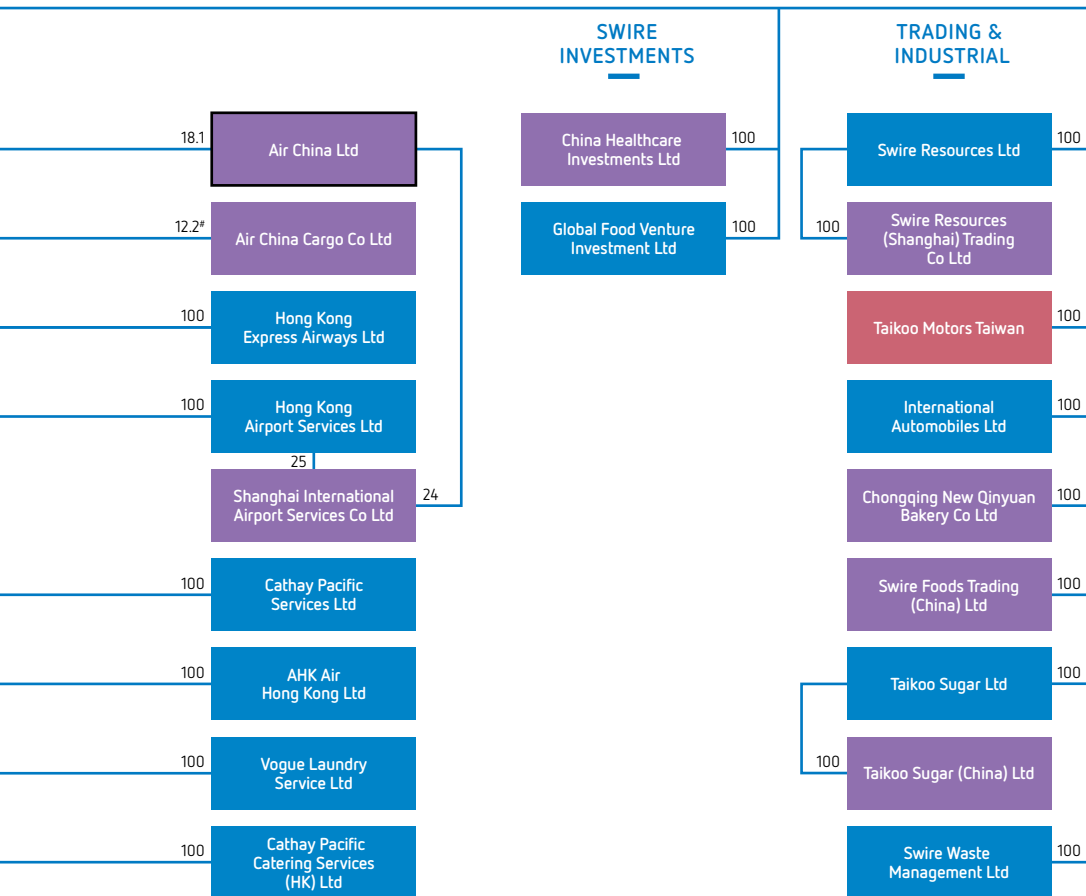 SWIRE
INVESTMENTS
TRADING &
INDUSTRIAL
18.1
Air China Ltd
12.2#
Air China Cargo Co Ltd
100
Hong Kong
Express Airways Ltd
100
Hong Kong
Airport Services Ltd
25
Shanghai International
Airport Services Co Ltd
24
100
Cathay Pacific
Services Ltd
100
AHK Air
Hong Kong Ltd
100
Vogue Laundry
Service Ltd
100
Cathay Pacific
Catering Services
(HK) Ltd
China Healthcare
Investments Ltd
100
Global Food Venture
Investment Ltd
100
Swire Resources Ltd
100
100
Swire Resources
(Shanghai) Trading
Co Ltd
Taikoo Motors Taiwan
100
International
Automobiles Ltd
100
Chongqing New Qinyuan
Bakery Co Ltd
100
Swire Foods Trading
(China) Ltd
100
Taikoo Sugar Ltd
100
100
Taikoo Sugar (China) Ltd
Swire Waste
Management Ltd
100